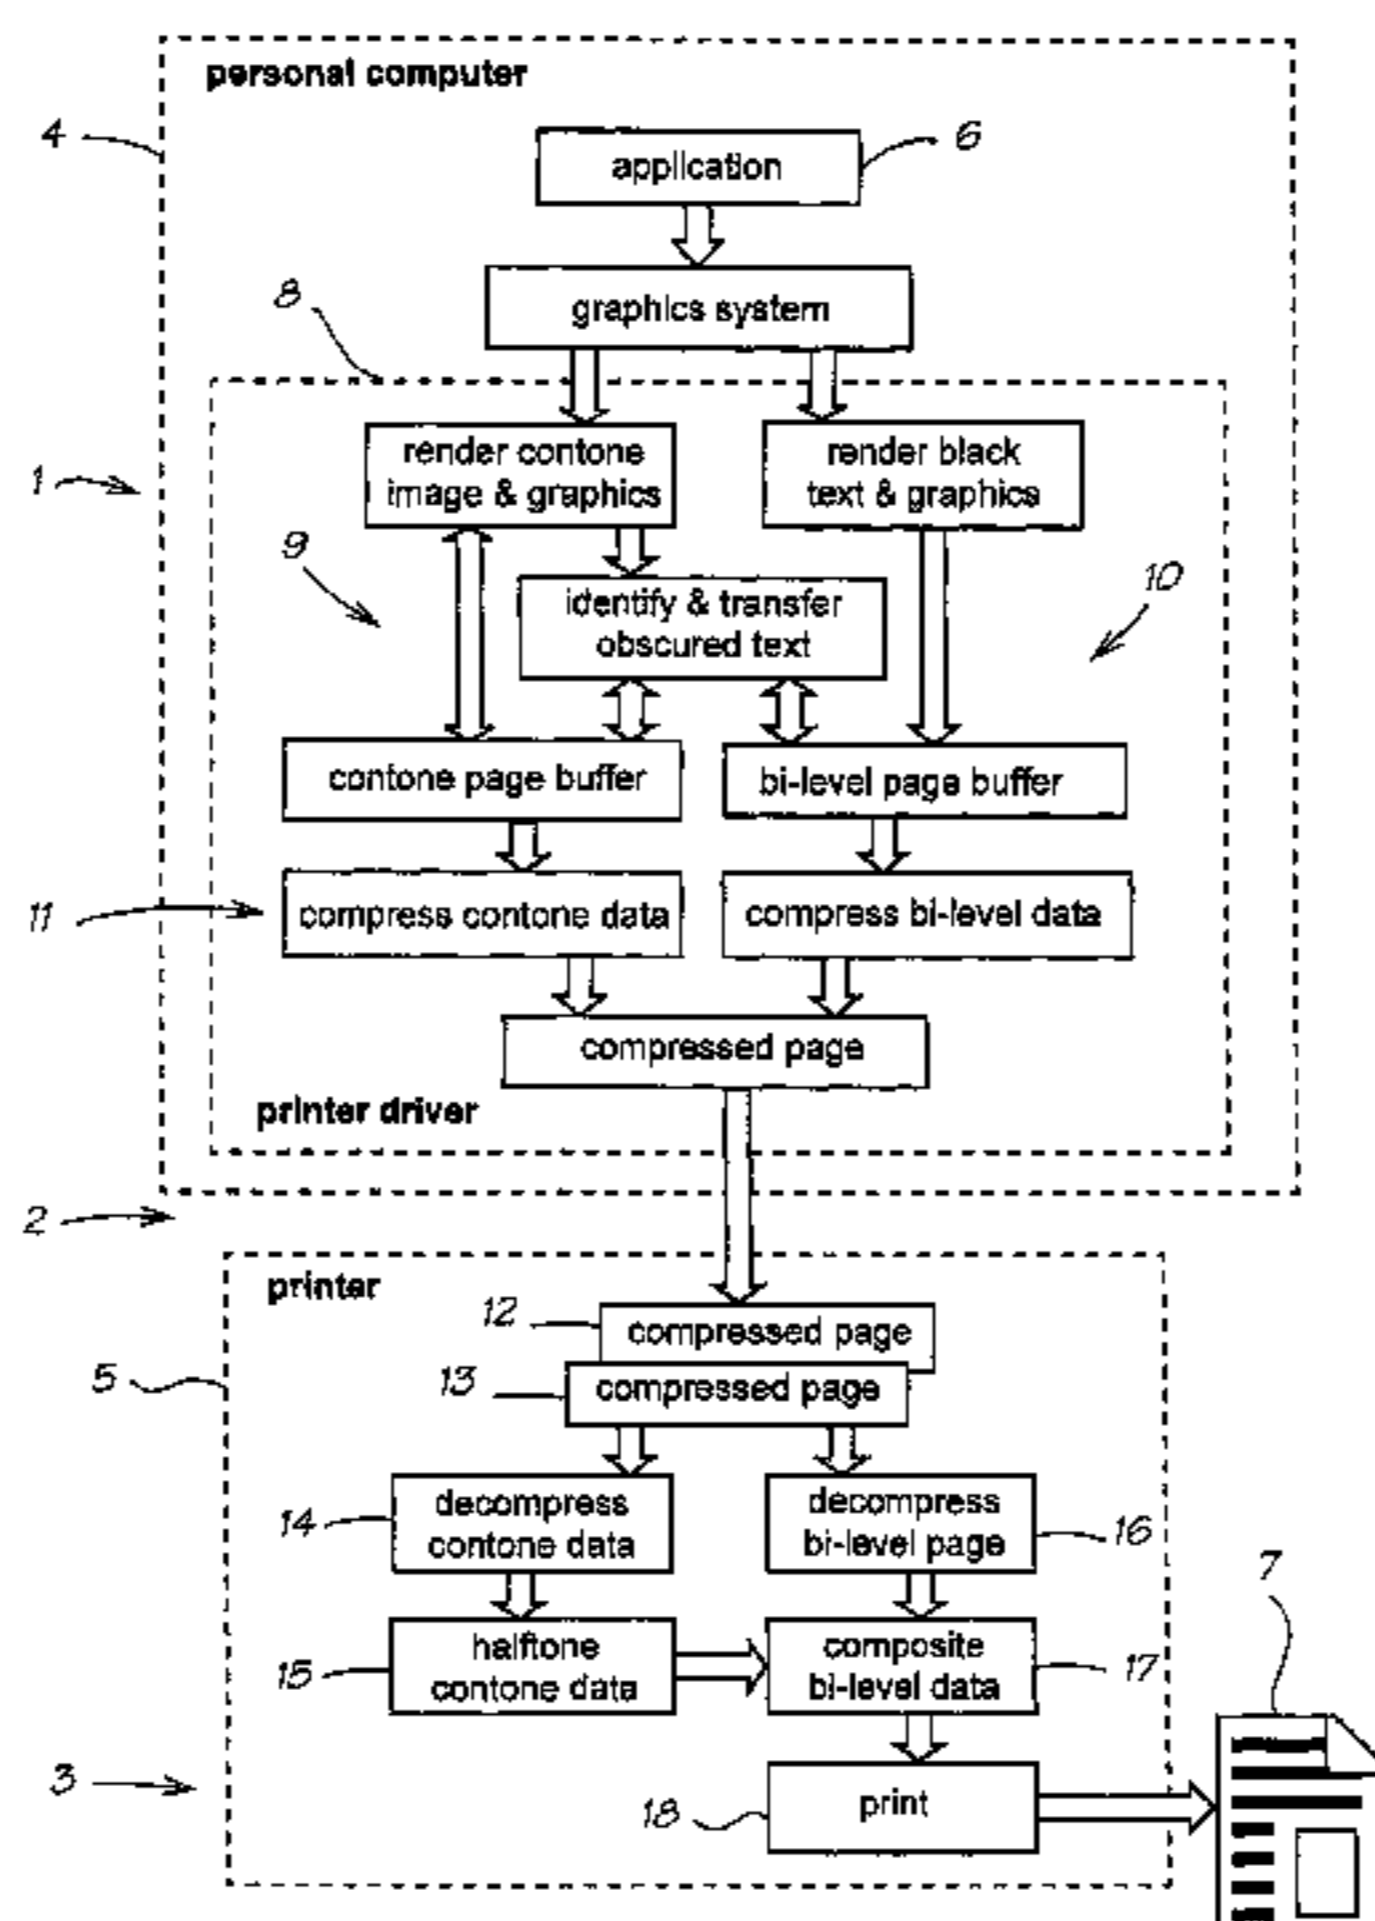 personal computer
4
application
6
graphics system
8
render contone
image & graphics
render black
text & graphics
1
9
identify & transfer
obscured text
10
contone page buffer
bi-level page buffer
11
compress contone data
compress bi-level data
compressed page
printer driver
2
printer
12
compressed page
5
13
compressed page
14
decompress
contone data
decompress
bi-level page
16
7
15
halftone
contone data
composite
bi-level data
17
3
18
print